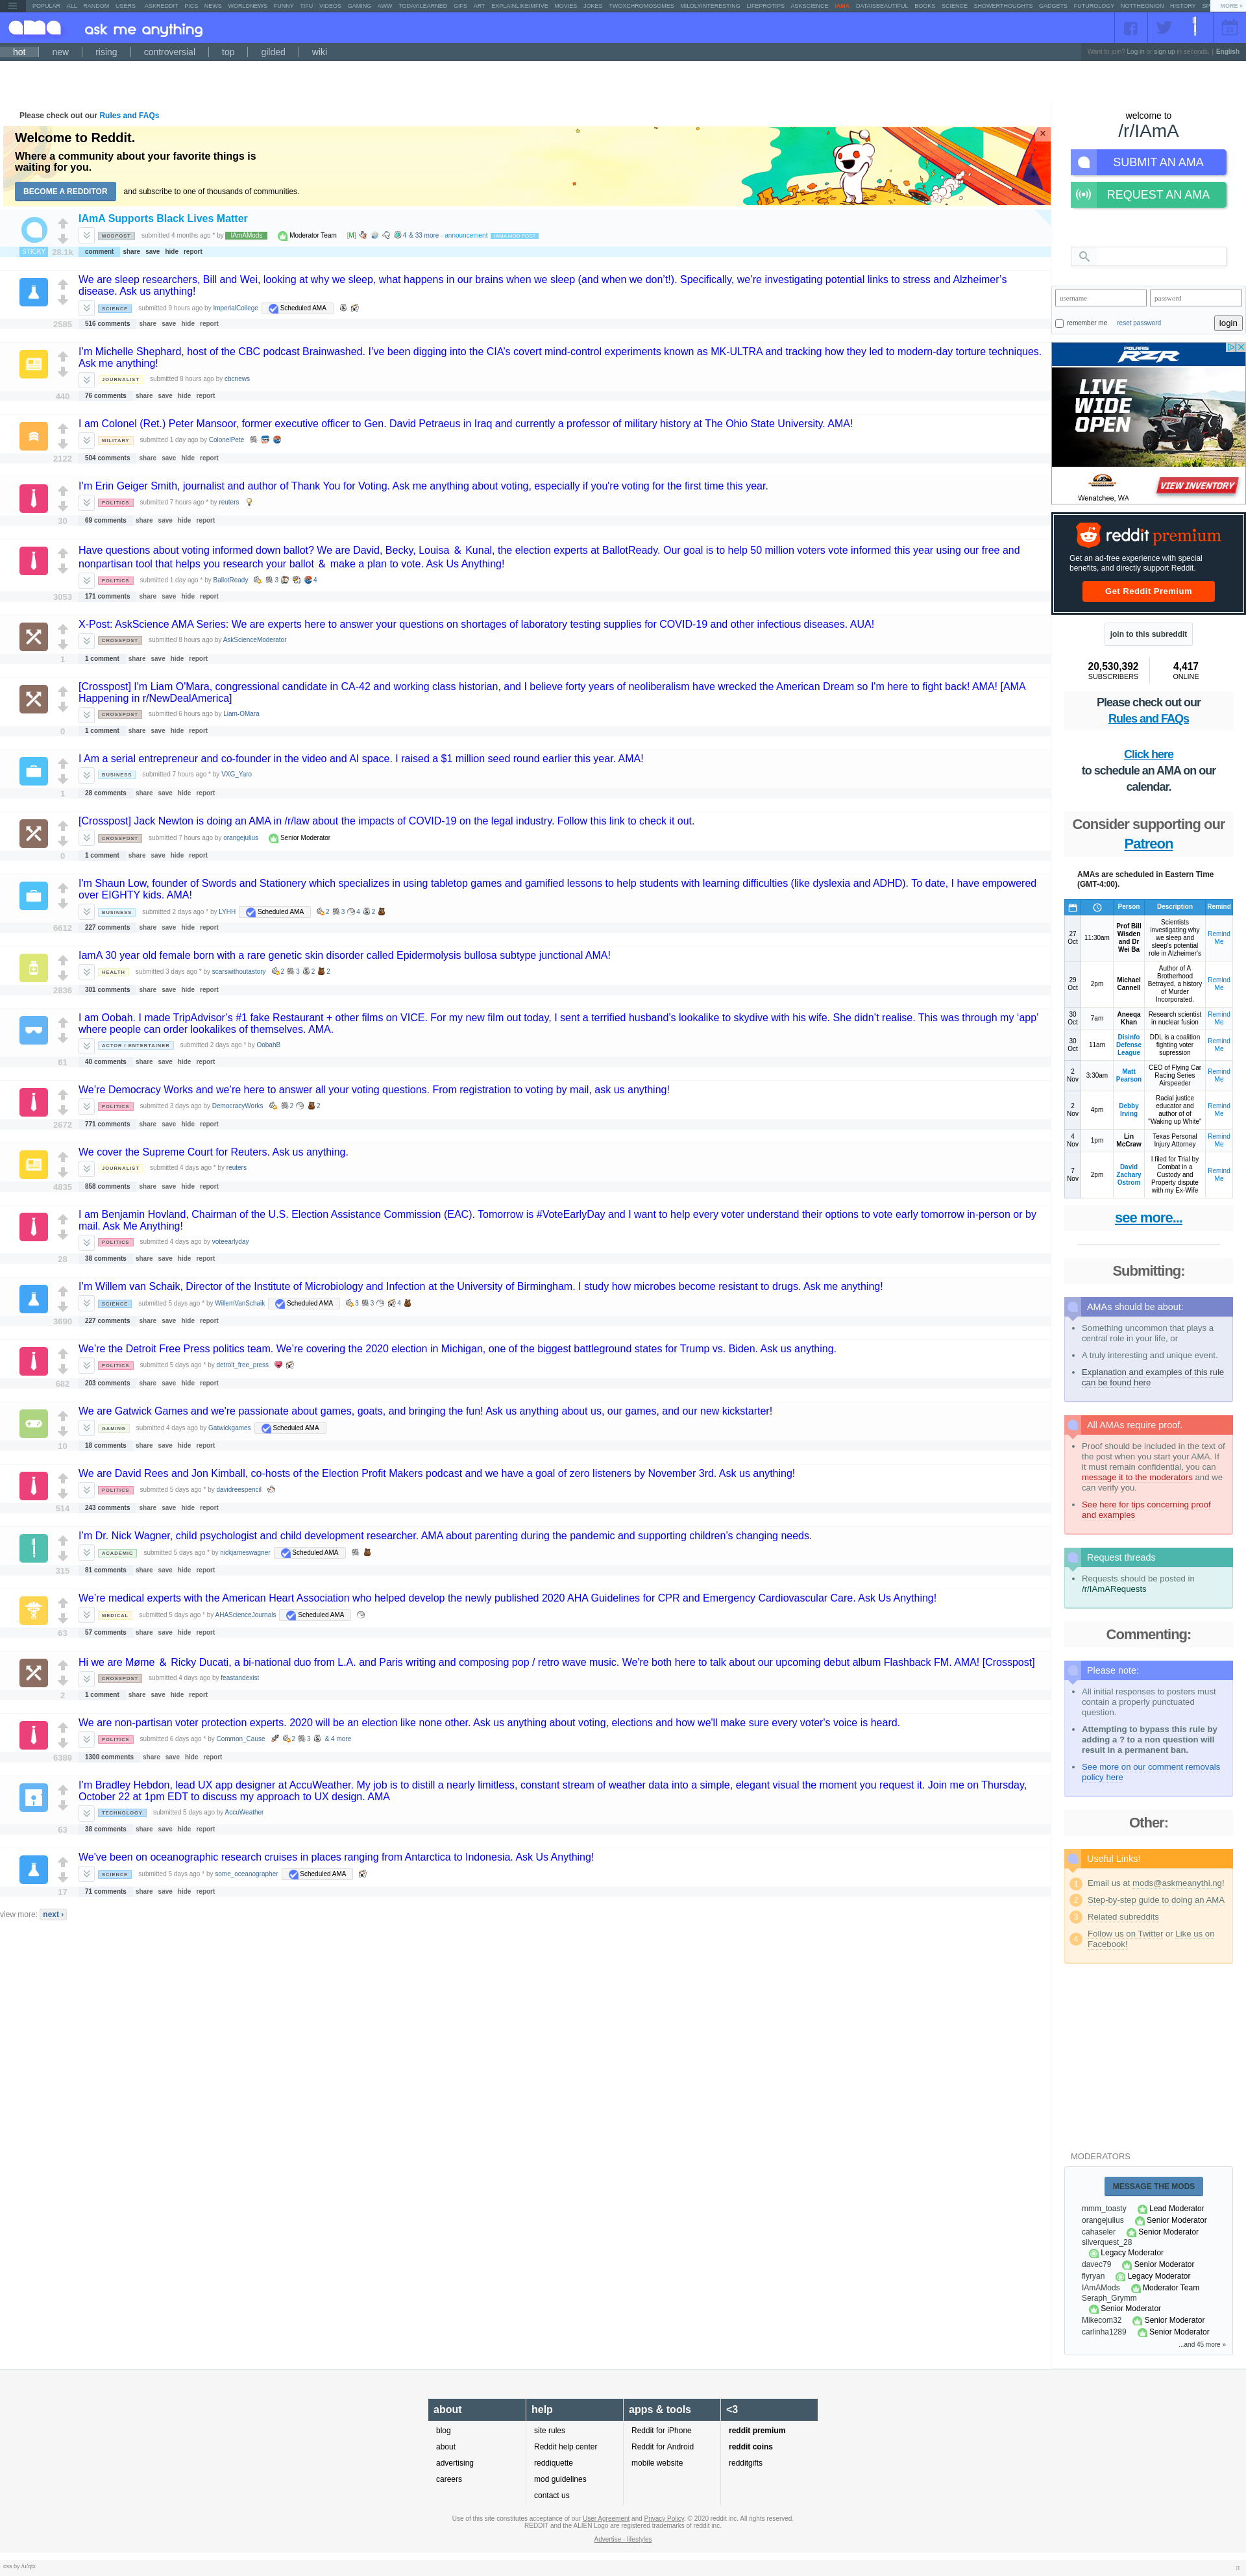 POPULAR ALL RANDOM USERS ASKREDDIT PICS NEWS WORLDNEWS FUNNY TIFU VIDEOS GAMING AWW TODAYILEARNED GIFS ART EXPLAINLIKEIMFIVE MOVIES JOKES TWOXCHROMOSOMES MILDLYINTERESTING LIFEPROTIPS ASKSCIENCE IAMA DATAISBEAUTIFUL BOOKS SCIENCE SHOWERTHOUGHTS GADGETS FUTUROLOGY NOTTHEONION HISTORY SP MORE »
ama ask me anything
hot new rising controversial top gilded wiki
Want to join? Log in or sign up in seconds. | English
Please check out our Rules and FAQs
Welcome to Reddit.
Where a community about your favorite things is
waiting for you.
BECOME A REDDITOR and subscribe to one of thousands of communities.
IAmA Supports Black Lives Matter
MODPOST submitted 4 months ago * by IAmAMods Moderator Team [M] 4 & 33 more - announcement IAMA MOD POST
STICKY 28.1k comment share save hide report
We are sleep researchers, Bill and Wei, looking at why we sleep, what happens in our brains when we sleep (and when we don’t!). Specifically, we’re investigating potential links to stress and Alzheimer’s
disease. Ask us anything!
SCIENCE submitted 9 hours ago by ImperialCollege Scheduled AMA
2585 516 comments share save hide report
I’m Michelle Shephard, host of the CBC podcast Brainwashed. I’ve been digging into the CIA’s covert mind-control experiments known as MK-ULTRA and tracking how they led to modern-day torture techniques.
Ask me anything!
JOURNALIST submitted 8 hours ago by cbcnews
440 76 comments share save hide report
I am Colonel (Ret.) Peter Mansoor, former executive officer to Gen. David Petraeus in Iraq and currently a professor of military history at The Ohio State University. AMA!
MILITARY submitted 1 day ago by ColonelPete
2122 504 comments share save hide report
I’m Erin Geiger Smith, journalist and author of Thank You for Voting. Ask me anything about voting, especially if you're voting for the first time this year.
POLITICS submitted 7 hours ago * by reuters
30 69 comments share save hide report
Have questions about voting informed down ballot? We are David, Becky, Louisa & Kunal, the election experts at BallotReady. Our goal is to help 50 million voters vote informed this year using our free and
nonpartisan tool that helps you research your ballot & make a plan to vote. Ask Us Anything!
POLITICS submitted 1 day ago * by BallotReady 3 4
3053 171 comments share save hide report
X-Post: AskScience AMA Series: We are experts here to answer your questions on shortages of laboratory testing supplies for COVID-19 and other infectious diseases. AUA!
CROSSPOST submitted 8 hours ago by AskScienceModerator
1 1 comment share save hide report
[Crosspost] I'm Liam O'Mara, congressional candidate in CA-42 and working class historian, and I believe forty years of neoliberalism have wrecked the American Dream so I'm here to fight back! AMA! [AMA
Happening in r/NewDealAmerica]
CROSSPOST submitted 6 hours ago by Liam-OMara
0 1 comment share save hide report
I Am a serial entrepreneur and co-founder in the video and AI space. I raised a $1 million seed round earlier this year. AMA!
BUSINESS submitted 7 hours ago * by VXG_Yaro
1 28 comments share save hide report
[Crosspost] Jack Newton is doing an AMA in /r/law about the impacts of COVID-19 on the legal industry. Follow this link to check it out.
CROSSPOST submitted 7 hours ago by orangejulius Senior Moderator
0 1 comment share save hide report
I'm Shaun Low, founder of Swords and Stationery which specializes in using tabletop games and gamified lessons to help students with learning difficulties (like dyslexia and ADHD). To date, I have empowered
over EIGHTY kids. AMA!
BUSINESS submitted 2 days ago * by LYHH Scheduled AMA 2 3 4 2
6612 227 comments share save hide report
IamA 30 year old female born with a rare genetic skin disorder called Epidermolysis bullosa subtype junctional AMA!
HEALTH submitted 3 days ago * by scarswithoutastory 2 3 2 2
2836 301 comments share save hide report
I am Oobah. I made TripAdvisor’s #1 fake Restaurant + other films on VICE. For my new film out today, I sent a terrified husband’s lookalike to skydive with his wife. She didn’t realise. This was through my ‘app’
where people can order lookalikes of themselves. AMA.
ACTOR / ENTERTAINER submitted 2 days ago * by OobahB
61 40 comments share save hide report
We’re Democracy Works and we’re here to answer all your voting questions. From registration to voting by mail, ask us anything!
POLITICS submitted 3 days ago by DemocracyWorks 2 2
2672 771 comments share save hide report
We cover the Supreme Court for Reuters. Ask us anything.
JOURNALIST submitted 4 days ago * by reuters
4835 858 comments share save hide report
I am Benjamin Hovland, Chairman of the U.S. Election Assistance Commission (EAC). Tomorrow is #VoteEarlyDay and I want to help every voter understand their options to vote early tomorrow in-person or by
mail. Ask Me Anything!
POLITICS submitted 4 days ago by voteearlyday
28 38 comments share save hide report
I’m Willem van Schaik, Director of the Institute of Microbiology and Infection at the University of Birmingham. I study how microbes become resistant to drugs. Ask me anything!
SCIENCE submitted 5 days ago * by WillemVanSchaik Scheduled AMA 3 3 4
3690 227 comments share save hide report
We’re the Detroit Free Press politics team. We’re covering the 2020 election in Michigan, one of the biggest battleground states for Trump vs. Biden. Ask us anything.
POLITICS submitted 5 days ago * by detroit_free_press
682 203 comments share save hide report
We are Gatwick Games and we're passionate about games, goats, and bringing the fun! Ask us anything about us, our games, and our new kickstarter!
GAMING submitted 4 days ago by Gatwickgames Scheduled AMA
10 18 comments share save hide report
We are David Rees and Jon Kimball, co-hosts of the Election Profit Makers podcast and we have a goal of zero listeners by November 3rd. Ask us anything!
POLITICS submitted 5 days ago * by davidreespencil
514 243 comments share save hide report
I’m Dr. Nick Wagner, child psychologist and child development researcher. AMA about parenting during the pandemic and supporting children’s changing needs.
ACADEMIC submitted 5 days ago * by nickjameswagner Scheduled AMA
315 81 comments share save hide report
We’re medical experts with the American Heart Association who helped develop the newly published 2020 AHA Guidelines for CPR and Emergency Cardiovascular Care. Ask Us Anything!
MEDICAL submitted 5 days ago * by AHAScienceJournals Scheduled AMA
63 57 comments share save hide report
Hi we are Møme & Ricky Ducati, a bi-national duo from L.A. and Paris writing and composing pop / retro wave music. We're both here to talk about our upcoming debut album Flashback FM. AMA! [Crosspost]
CROSSPOST submitted 4 days ago by feastandexist
2 1 comment share save hide report
We are non-partisan voter protection experts. 2020 will be an election like none other. Ask us anything about voting, elections and how we'll make sure every voter's voice is heard.
POLITICS submitted 6 days ago * by Common_Cause 2 3 & 4 more
6389 1300 comments share save hide report
I’m Bradley Hebdon, lead UX app designer at AccuWeather. My job is to distill a nearly limitless, constant stream of weather data into a simple, elegant visual the moment you request it. Join me on Thursday,
October 22 at 1pm EDT to discuss my approach to UX design. AMA
TECHNOLOGY submitted 5 days ago by AccuWeather
63 38 comments share save hide report
We've been on oceanographic research cruises in places ranging from Antarctica to Indonesia. Ask Us Anything!
SCIENCE submitted 5 days ago * by some_oceanographer Scheduled AMA
17 71 comments share save hide report
view more: next ›
welcome to
/r/IAmA
SUBMIT AN AMA
REQUEST AN AMA
username password
remember me reset password login
POLARIS RZR
LIVE
WIDE
OPEN
Wenatchee, WA VIEW INVENTORY
reddit premium
Get an ad-free experience with special
benefits, and directly support Reddit.
Get Reddit Premium
join to this subreddit
20,530,392 4,417
SUBSCRIBERS ONLINE
Please check out our
Rules and FAQs
Click here
to schedule an AMA on our
calendar.
Consider supporting our
Patreon
AMAs are scheduled in Eastern Time
(GMT-4:00).
Person Description Remind
27 Oct 11:30am Prof Bill Wisden and Dr Wei Ba Scientists investigating why we sleep and sleep's potential role in Alzheimer's Remind Me
29 Oct 2pm Michael Cannell Author of A Brotherhood Betrayed, a history of Murder Incorporated. Remind Me
30 Oct 7am Aneeqa Khan Research scientist in nuclear fusion Remind Me
30 Oct 11am Disinfo Defense League DDL is a coalition fighting voter supression Remind Me
2 Nov 3:30am Matt Pearson CEO of Flying Car Racing Series Airspeeder Remind Me
2 Nov 4pm Debby Irving Racial justice educator and author of of "Waking up White" Remind Me
4 Nov 1pm Lin McCraw Texas Personal Injury Attorney Remind Me
7 Nov 2pm David Zachary Ostrom I filed for Trial by Combat in a Custody and Property dispute with my Ex-Wife Remind Me
see more...
Submitting:
AMAs should be about:
Something uncommon that plays a
central role in your life, or
A truly interesting and unique event.
Explanation and examples of this rule
can be found here
All AMAs require proof.
Proof should be included in the text of
the post when you start your AMA. If
it must remain confidential, you can
message it to the moderators and we
can verify you.
See here for tips concerning proof
and examples
Request threads
Requests should be posted in
/r/IAmARequests
Commenting:
Please note:
All initial responses to posters must
contain a properly punctuated
question.
Attempting to bypass this rule by
adding a ? to a non question will
result in a permanent ban.
See more on our comment removals
policy here
Other:
Useful Links!
1 Email us at mods@askmeanythi.ng!
2 Step-by-step guide to doing an AMA
3 Related subreddits
4 Follow us on Twitter or Like us on
Facebook!
MODERATORS
MESSAGE THE MODS
mmm_toasty Lead Moderator
orangejulius Senior Moderator
cahaseler Senior Moderator
silverquest_28
Legacy Moderator
davec79 Senior Moderator
flyryan Legacy Moderator
IAmAMods Moderator Team
Seraph_Grymm
Senior Moderator
Mikecom32 Senior Moderator
carlinha1289 Senior Moderator
...and 45 more »
about help apps & tools <3
blog site rules Reddit for iPhone reddit premium
about Reddit help center Reddit for Android reddit coins
advertising reddiquette mobile website redditgifts
careers mod guidelines
contact us
Use of this site constitutes acceptance of our User Agreement and Privacy Policy. © 2020 reddit inc. All rights reserved.
REDDIT and the ALIEN Logo are registered trademarks of reddit inc.
Advertise - lifestyles
css by /u/qtx π